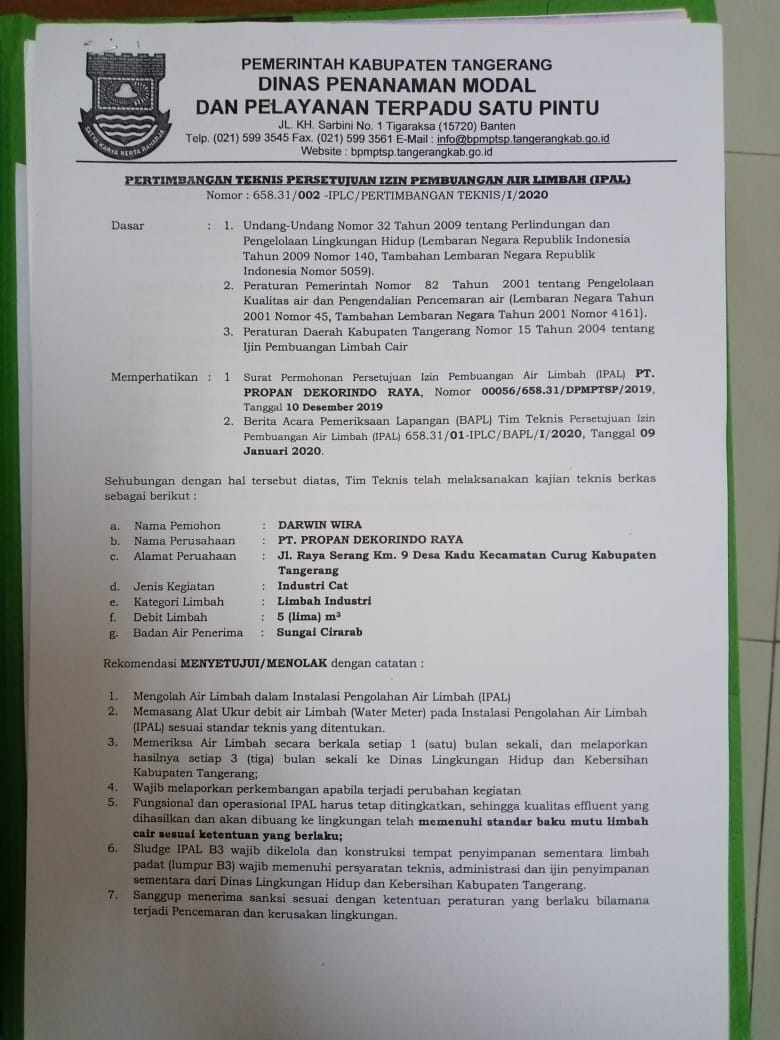 PEMERINTAH KABUPATEN TANGERANG
DINAS PENANAMAN MODAL
DAN PELAYANAN TERPADU SATU PINTU
JL. KH. Sarbini No. 1 Tigaraksa (15720) Banten
Telp. (021) 599 3545 Fax. (021) 599 3561 E-Mail : info@bpmptsp.tangerangkab.go.id
Website : bpmptsp.tangerangkab.go.id
SATYA KARYA KERTA RAHARJA
PERTIMBANGAN TEKNIS PERSETUJUAN IZIN PEMBUANGAN AIR LIMBAH (IPAL)
Nomor : 658.31/002 -IPLC/PERTIMBANGAN TEKNIS/I/2020
Dasar : 1. Undang-Undang Nomor 32 Tahun 2009 tentang Perlindungan dan
Pengelolaan Lingkungan Hidup (Lembaran Negara Republik Indonesia
Tahun 2009 Nomor 140, Tambahan Lembaran Negara Republik
Indonesia Nomor 5059).
2. Peraturan Pemerintah Nomor 82 Tahun 2001 tentang Pengelolaan
Kualitas air dan Pengendalian Pencemaran air (Lembaran Negara Tahun
2001 Nomor 45, Tambahan Lembaran Negara Tahun 2001 Nomor 4161).
3. Peraturan Daerah Kabupaten Tangerang Nomor 15 Tahun 2004 tentang
Ijin Pembuangan Limbah Cair
Memperhatikan : 1 Surat Permohonan Persetujuan Izin Pembuangan Air Limbah (IPAL) PT.
PROPAN DEKORINDO RAYA, Nomor 00056/658.31/DPMPTSP/2019,
Tanggal 10 Desember 2019
2. Berita Acara Pemeriksaan Lapangan (BAPL) Tim Teknis Persetujuan Izin
Pembuangan Air Limbah (IPAL) 658.31/01-IPLC/BAPL/I/2020, Tanggal 09
Januari 2020.
Sehubungan dengan hal tersebut diatas, Tim Teknis telah melaksanakan kajian teknis berkas
sebagai berikut :
a. Nama Pemohon : DARWIN WIRA
b. Nama Perusahaan : PT. PROPAN DEKORINDO RAYA
c. Alamat Peruahaan : Jl. Raya Serang Km. 9 Desa Kadu Kecamatan Curug Kabupaten
Tangerang
d. Jenis Kegiatan : Industri Cat
e. Kategori Limbah : Limbah Industri
f. Debit Limbah : 5 (lima) m³
g. Badan Air Penerima : Sungai Cirarab
Rekomendasi MENYETUJUI/MENOLAK dengan catatan :
1. Mengolah Air Limbah dalam Instalasi Pengolahan Air Limbah (IPAL)
2. Memasang Alat Ukur debit air Limbah (Water Meter) pada Instalasi Pengolahan Air Limbah
(IPAL) sesuai standar teknis yang ditentukan.
3. Memeriksa Air Limbah secara berkala setiap 1 (satu) bulan sekali, dan melaporkan
hasilnya setiap 3 (tiga) bulan sekali ke Dinas Lingkungan Hidup dan Kebersihan
Kabupaten Tangerang;
4. Wajib melaporkan perkembangan apabila terjadi perubahan kegiatan
5. Fungsional dan operasional IPAL harus tetap ditingkatkan, sehingga kualitas effluent yang
dihasilkan dan akan dibuang ke lingkungan telah memenuhi standar baku mutu limbah
cair sesuai ketentuan yang berlaku;
6. Sludge IPAL B3 wajib dikelola dan konstruksi tempat penyimpanan sementara limbah
padat (lumpur B3) wajib memenuhi persyaratan teknis, administrasi dan ijin penyimpanan
sementara dari Dinas Lingkungan Hidup dan Kebersihan Kabupaten Tangerang.
7. Sanggup menerima sanksi sesuai dengan ketentuan peraturan yang berlaku bilamana
terjadi Pencemaran dan kerusakan lingkungan.